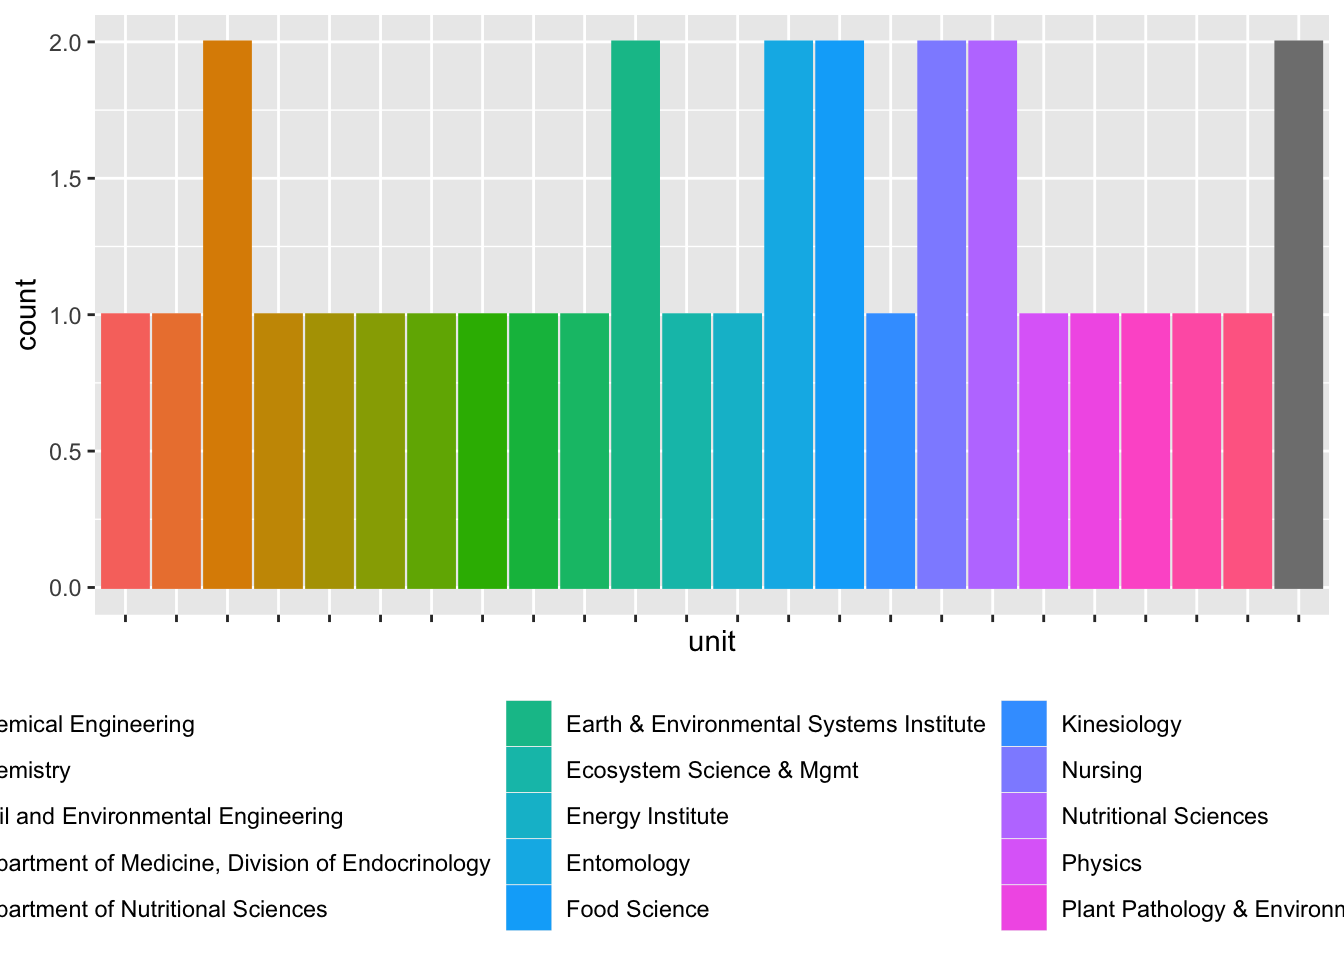 2.0
1.5
1.0
0.5
0.0
count
unit
emical Engineering
emistry
il and Environmental Engineering
partment of Medicine, Division of Endocrinology
partment of Nutritional Sciences
Earth & Environmental Systems Institute
Ecosystem Science & Mgmt
Energy Institute
Entomology
Food Science
Kinesiology
Nursing
Nutritional Sciences
Physics
Plant Pathology & Environ